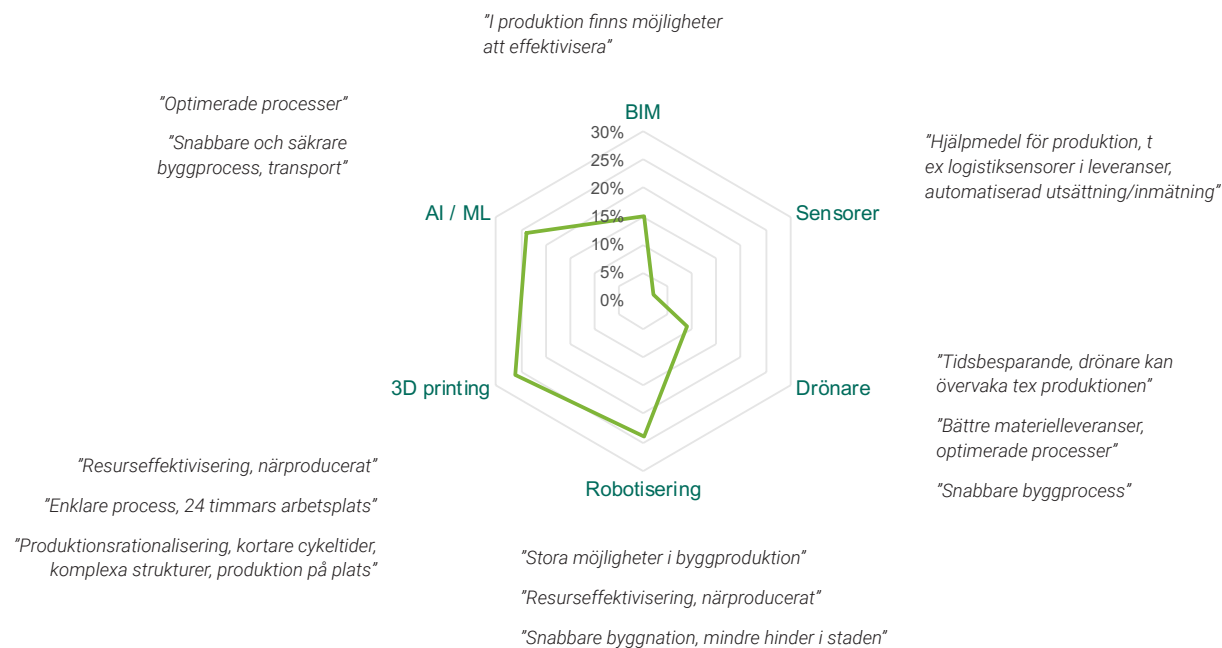 ”I produktion finns möjligheter
att effektivisera”
”Optimerade processer”
”Snabbare och säkrare
byggprocess, transport”
BIM
30%
25%
20%
15%
10%
5%
0%
”Hjälpmedel för produktion, t
ex logistiksensorer i leveranser,
automatiserad utsättning/inmätning”
AI / ML
Sensorer
3D printing
Drönare
”Tidsbesparande, drönare kan
övervaka tex produktionen”
”Bättre materielleveranser,
optimerade processer”
”Snabbare byggprocess”
Robotisering
”Resurseffektivisering, närproducerat”
”Enklare process, 24 timmars arbetsplats”
”Produktionsrationalisering, kortare cykeltider,
komplexa strukturer, produktion på plats”
”Stora möjligheter i byggproduktion”
”Resurseffektivisering, närproducerat”
”Snabbare byggnation, mindre hinder i staden”